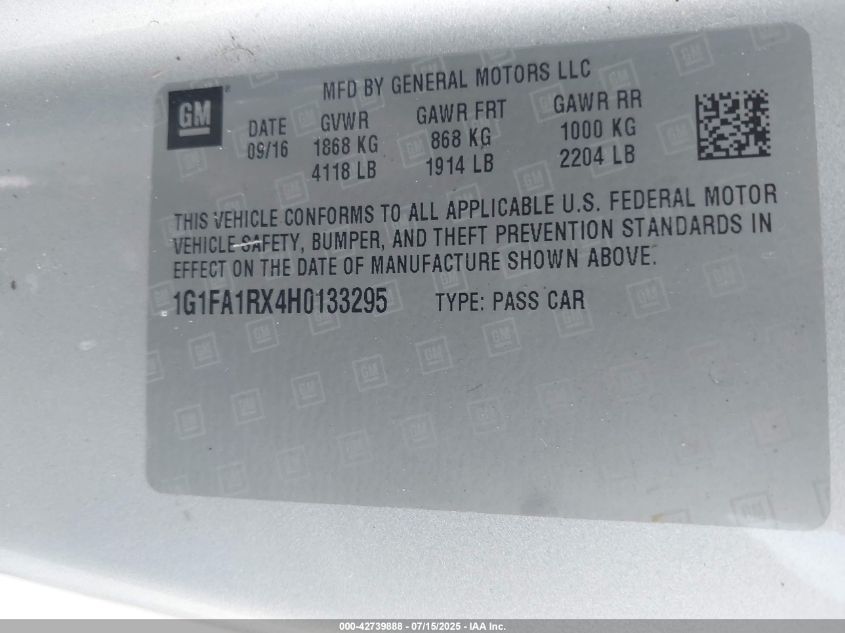 GM
MFD BY GENERAL MOTORS LLC
DATE GVWR GAWR FRT GAWR RR
09/16 1868 KG 868 KG 1000 KG
4118 LB 1914 LB 2204 LB
THIS VEHICLE CONFORMS TO ALL APPLICABLE U.S. FEDERAL MOTOR
VEHICLE SAFETY, BUMPER, AND THEFT PREVENTION STANDARDS IN
EFFECT ON THE DATE OF MANUFACTURE SHOWN ABOVE.
1G1FA1RX4H0133295 TYPE: PASS CAR
000-42739888 - 07/15/2025 - IAA Inc.